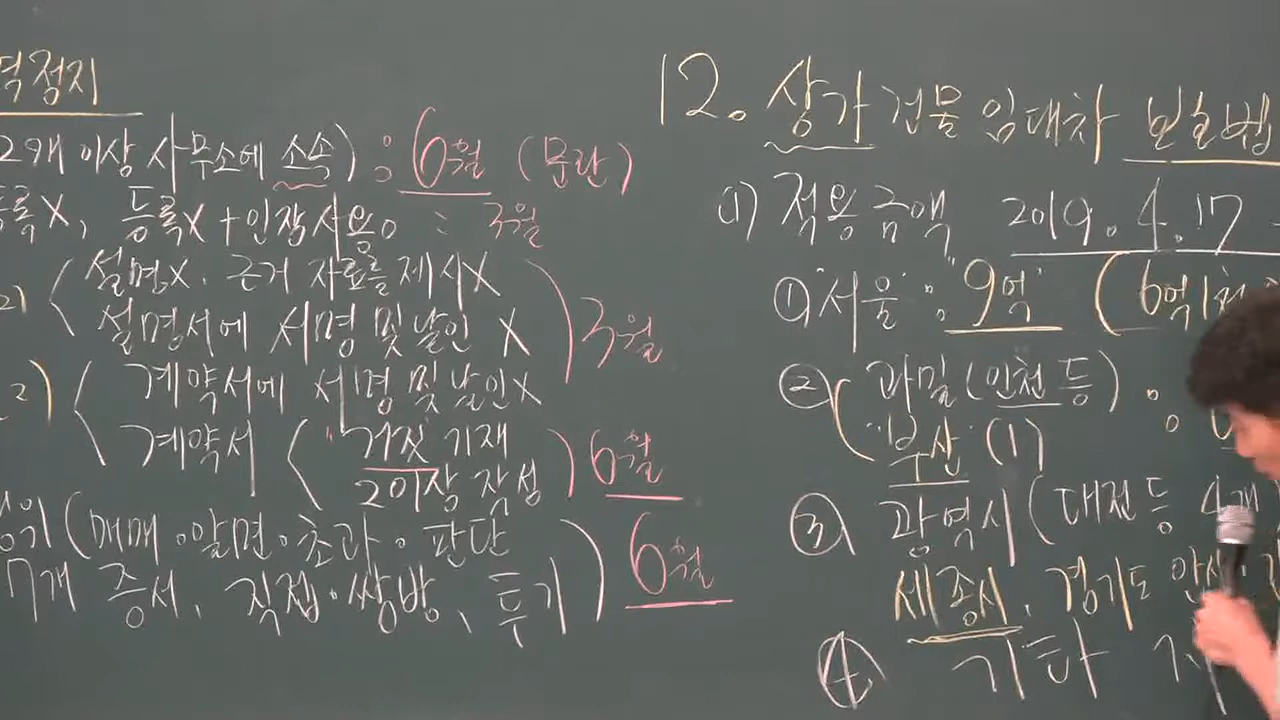 격정지
2개 이상 사무소에 소속) : 6월 (문란)
등록X, 등록X+인장사용O : 3월
설명X, 근거 자료를 제시X
설명서에 서명 및 날인 X
3월
계약서에 서명 및 날인X
계약서 〈 "거짓 기재
2이상 작성
6월
(매매·알면·초과·판단
7개 증서, 직접·쌍방, 투기) 6월
12. 상가 건물 임대차 보호법
(1) 적용 금액 2019. 4. 17
① "서울" : "9억" (6억1천
② 과밀 (인천 등) :
"부산" (1)
③ 광역시 (대전 등 4개
세종시, 경기도 안산
④ 기타